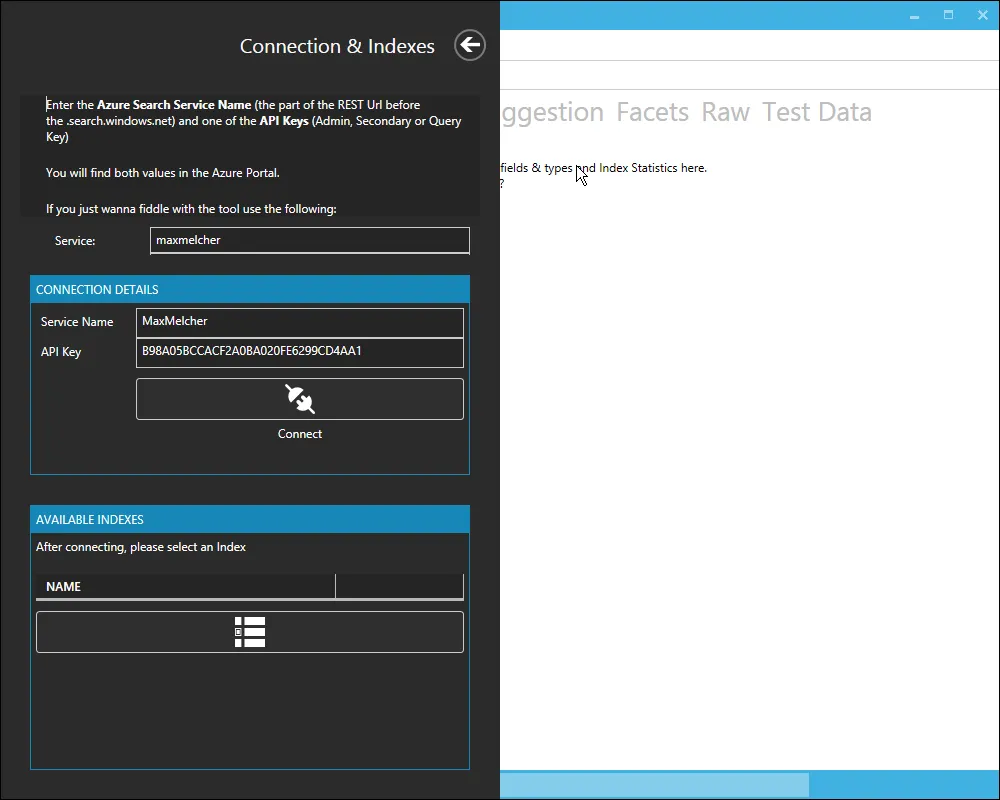 Connection & Indexes
Enter the Azure Search Service Name (the part of the REST Url before
the .search.windows.net) and one of the API Keys (Admin, Secondary or Query
Key)
You will find both values in the Azure Portal.
If you just wanna fiddle with the tool use the following:
Service:
maxmelcher
CONNECTION DETAILS
Service Name
MaxMelcher
API Key
B98A05BCCACF2A0BA020FE6299CD4AA1
Connect
AVAILABLE INDEXES
After connecting, please select an Index
NAME
ggestion Facets Raw Test Data
fields & types and Index Statistics here.
?